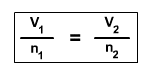 V₁ = V₂
n₁ n₂